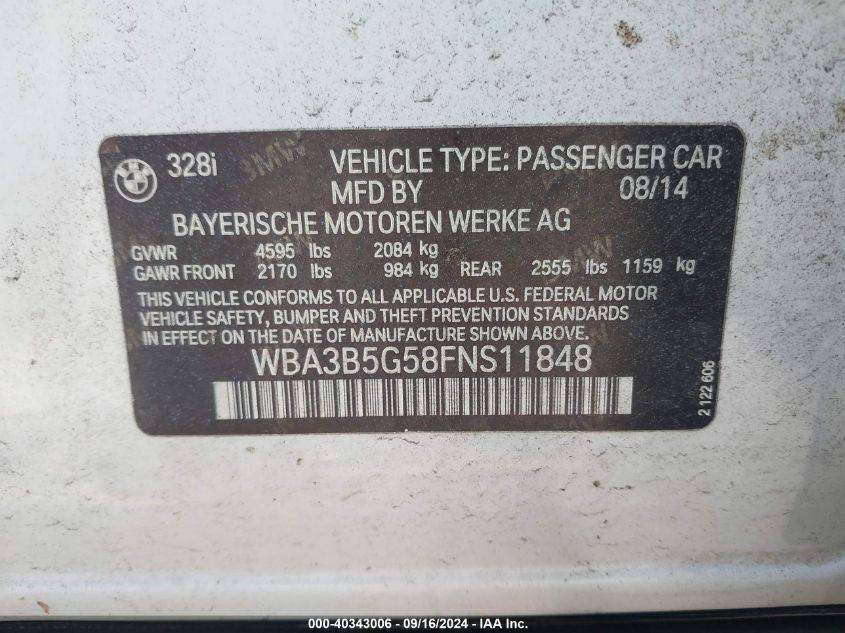 328i VEHICLE TYPE: PASSENGER CAR
MFD BY 08/14
BAYERISCHE MOTOREN WERKE AG
GVWR 4595 lbs 2084 kg
GAWR FRONT 2170 lbs 984 kg REAR 2555 lbs 1159 kg
THIS VEHICLE CONFORMS TO ALL APPLICABLE U.S. FEDERAL MOTOR
VEHICLE SAFETY, BUMPER AND THEFT PREVENTION STANDARDS
IN EFFECT ON THE DATE OF MANUFACTURE SHOWN ABOVE.
WBA3B5G58FNS11848
2 122 606
000-40343006 - 09/16/2024 - IAA Inc.